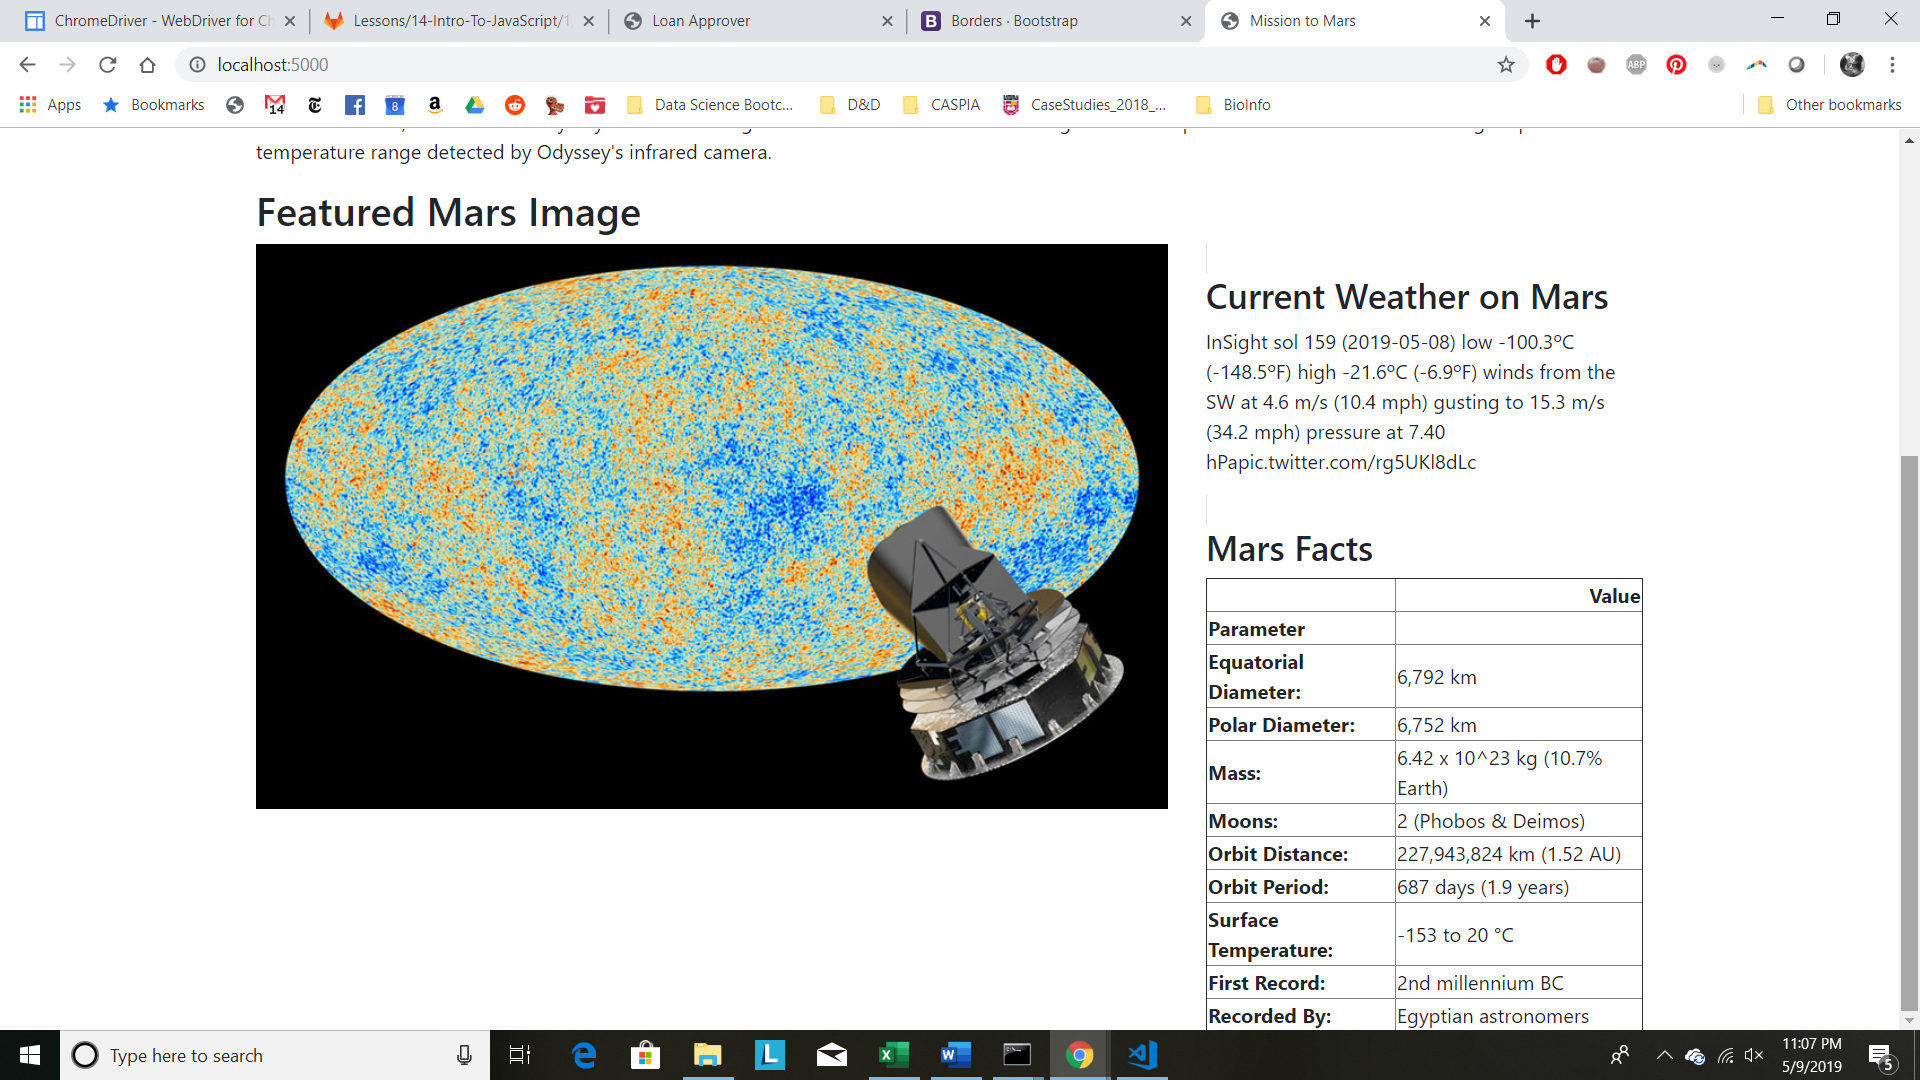 ChromeDriver - WebDriver for Ch
Lessons/14-Intro-To-JavaScript/1
Loan Approver
Borders · Bootstrap
Mission to Mars
localhost:5000
ABP
Apps
Bookmarks
14
8
Data Science Bootc...
D&D
CASPIA
CaseStudies_2018_...
BioInfo
Other bookmarks
temperature range detected by Odyssey's infrared camera.
Featured Mars Image
Current Weather on Mars
InSight sol 159 (2019-05-08) low -100.3ºC
(-148.5ºF) high -21.6ºC (-6.9ºF) winds from the
SW at 4.6 m/s (10.4 mph) gusting to 15.3 m/s
(34.2 mph) pressure at 7.40
hPapic.twitter.com/rg5UKl8dLc
Mars Facts
Value
Parameter
Equatorial
Diameter:
6,792 km
Polar Diameter:
6,752 km
Mass:
6.42 x 10^23 kg (10.7%
Earth)
Moons:
2 (Phobos & Deimos)
Orbit Distance:
227,943,824 km (1.52 AU)
Orbit Period:
687 days (1.9 years)
Surface
Temperature:
-153 to 20 °C
First Record:
2nd millennium BC
Recorded By:
Egyptian astronomers
Type here to search
11:07 PM
5/9/2019
5